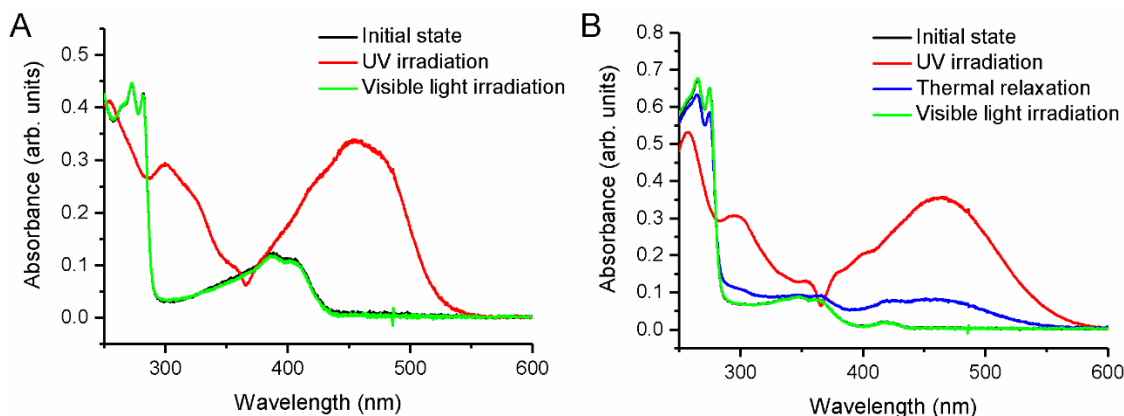 A
Initial state
UV irradiation
Visible light irradiation
Absorbance (arb. units)
0.5
0.4
0.3
0.2
0.1
0.0
300
400
500
600
Wavelength (nm)
B
Initial state
UV irradiation
Thermal relaxation
Visible light irradiation
Absorbance (arb. units)
0.8
0.7
0.6
0.5
0.4
0.3
0.2
0.1
0.0
300
400
500
600
Wavelength (nm)